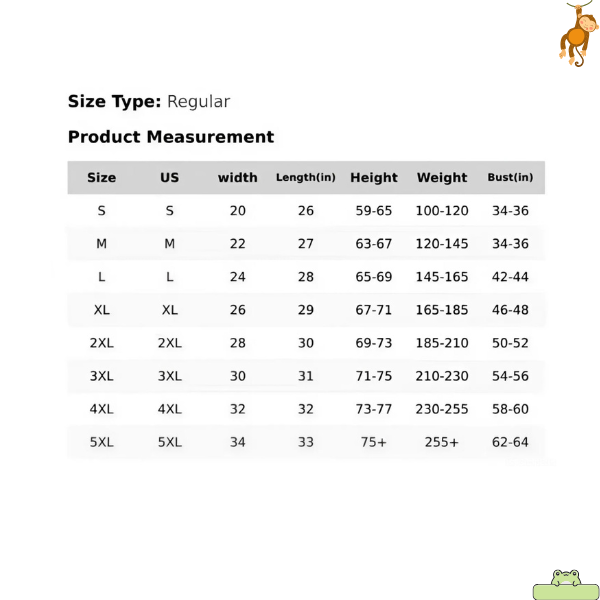 Size Type: Regular
Product Measurement
Size US width Length(in) Height Weight Bust(in)
S S 20 26 59-65 100-120 34-36
M M 22 27 63-67 120-145 34-36
L L 24 28 65-69 145-165 42-44
XL XL 26 29 67-71 165-185 46-48
2XL 2XL 28 30 69-73 185-210 50-52
3XL 3XL 30 31 71-75 210-230 54-56
4XL 4XL 32 32 73-77 230-255 58-60
5XL 5XL 34 33 75+ 255+ 62-64